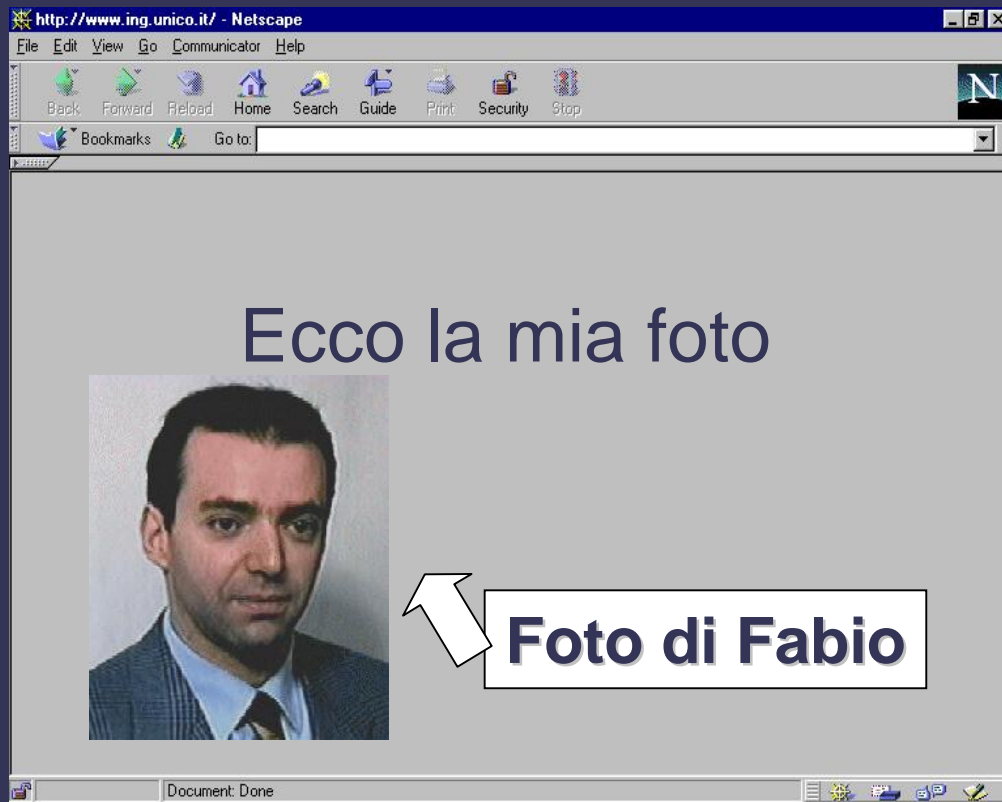 http://www.ing.unico.it/ - Netscape
File Edit View Go Communicator Help
Back Forward Reload Home Search Guide Print Security Stop
N
Bookmarks Go to:
Ecco la mia foto
Foto di Fabio
Document: Done